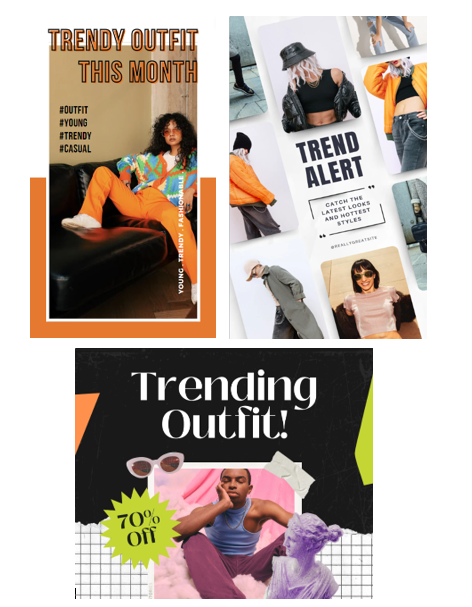 TRENDY OUTFIT
THIS MONTH
#OUTFIT
#YOUNG
#TRENDY
#CASUAL
YOUNG . TRENDY . FASHIONABLE
TREND
ALERT
CATCH THE
LATEST LOOKS
AND HOTTEST
STYLES
@REALLYGREATSITE
Trending
Outfit!
70%
Off